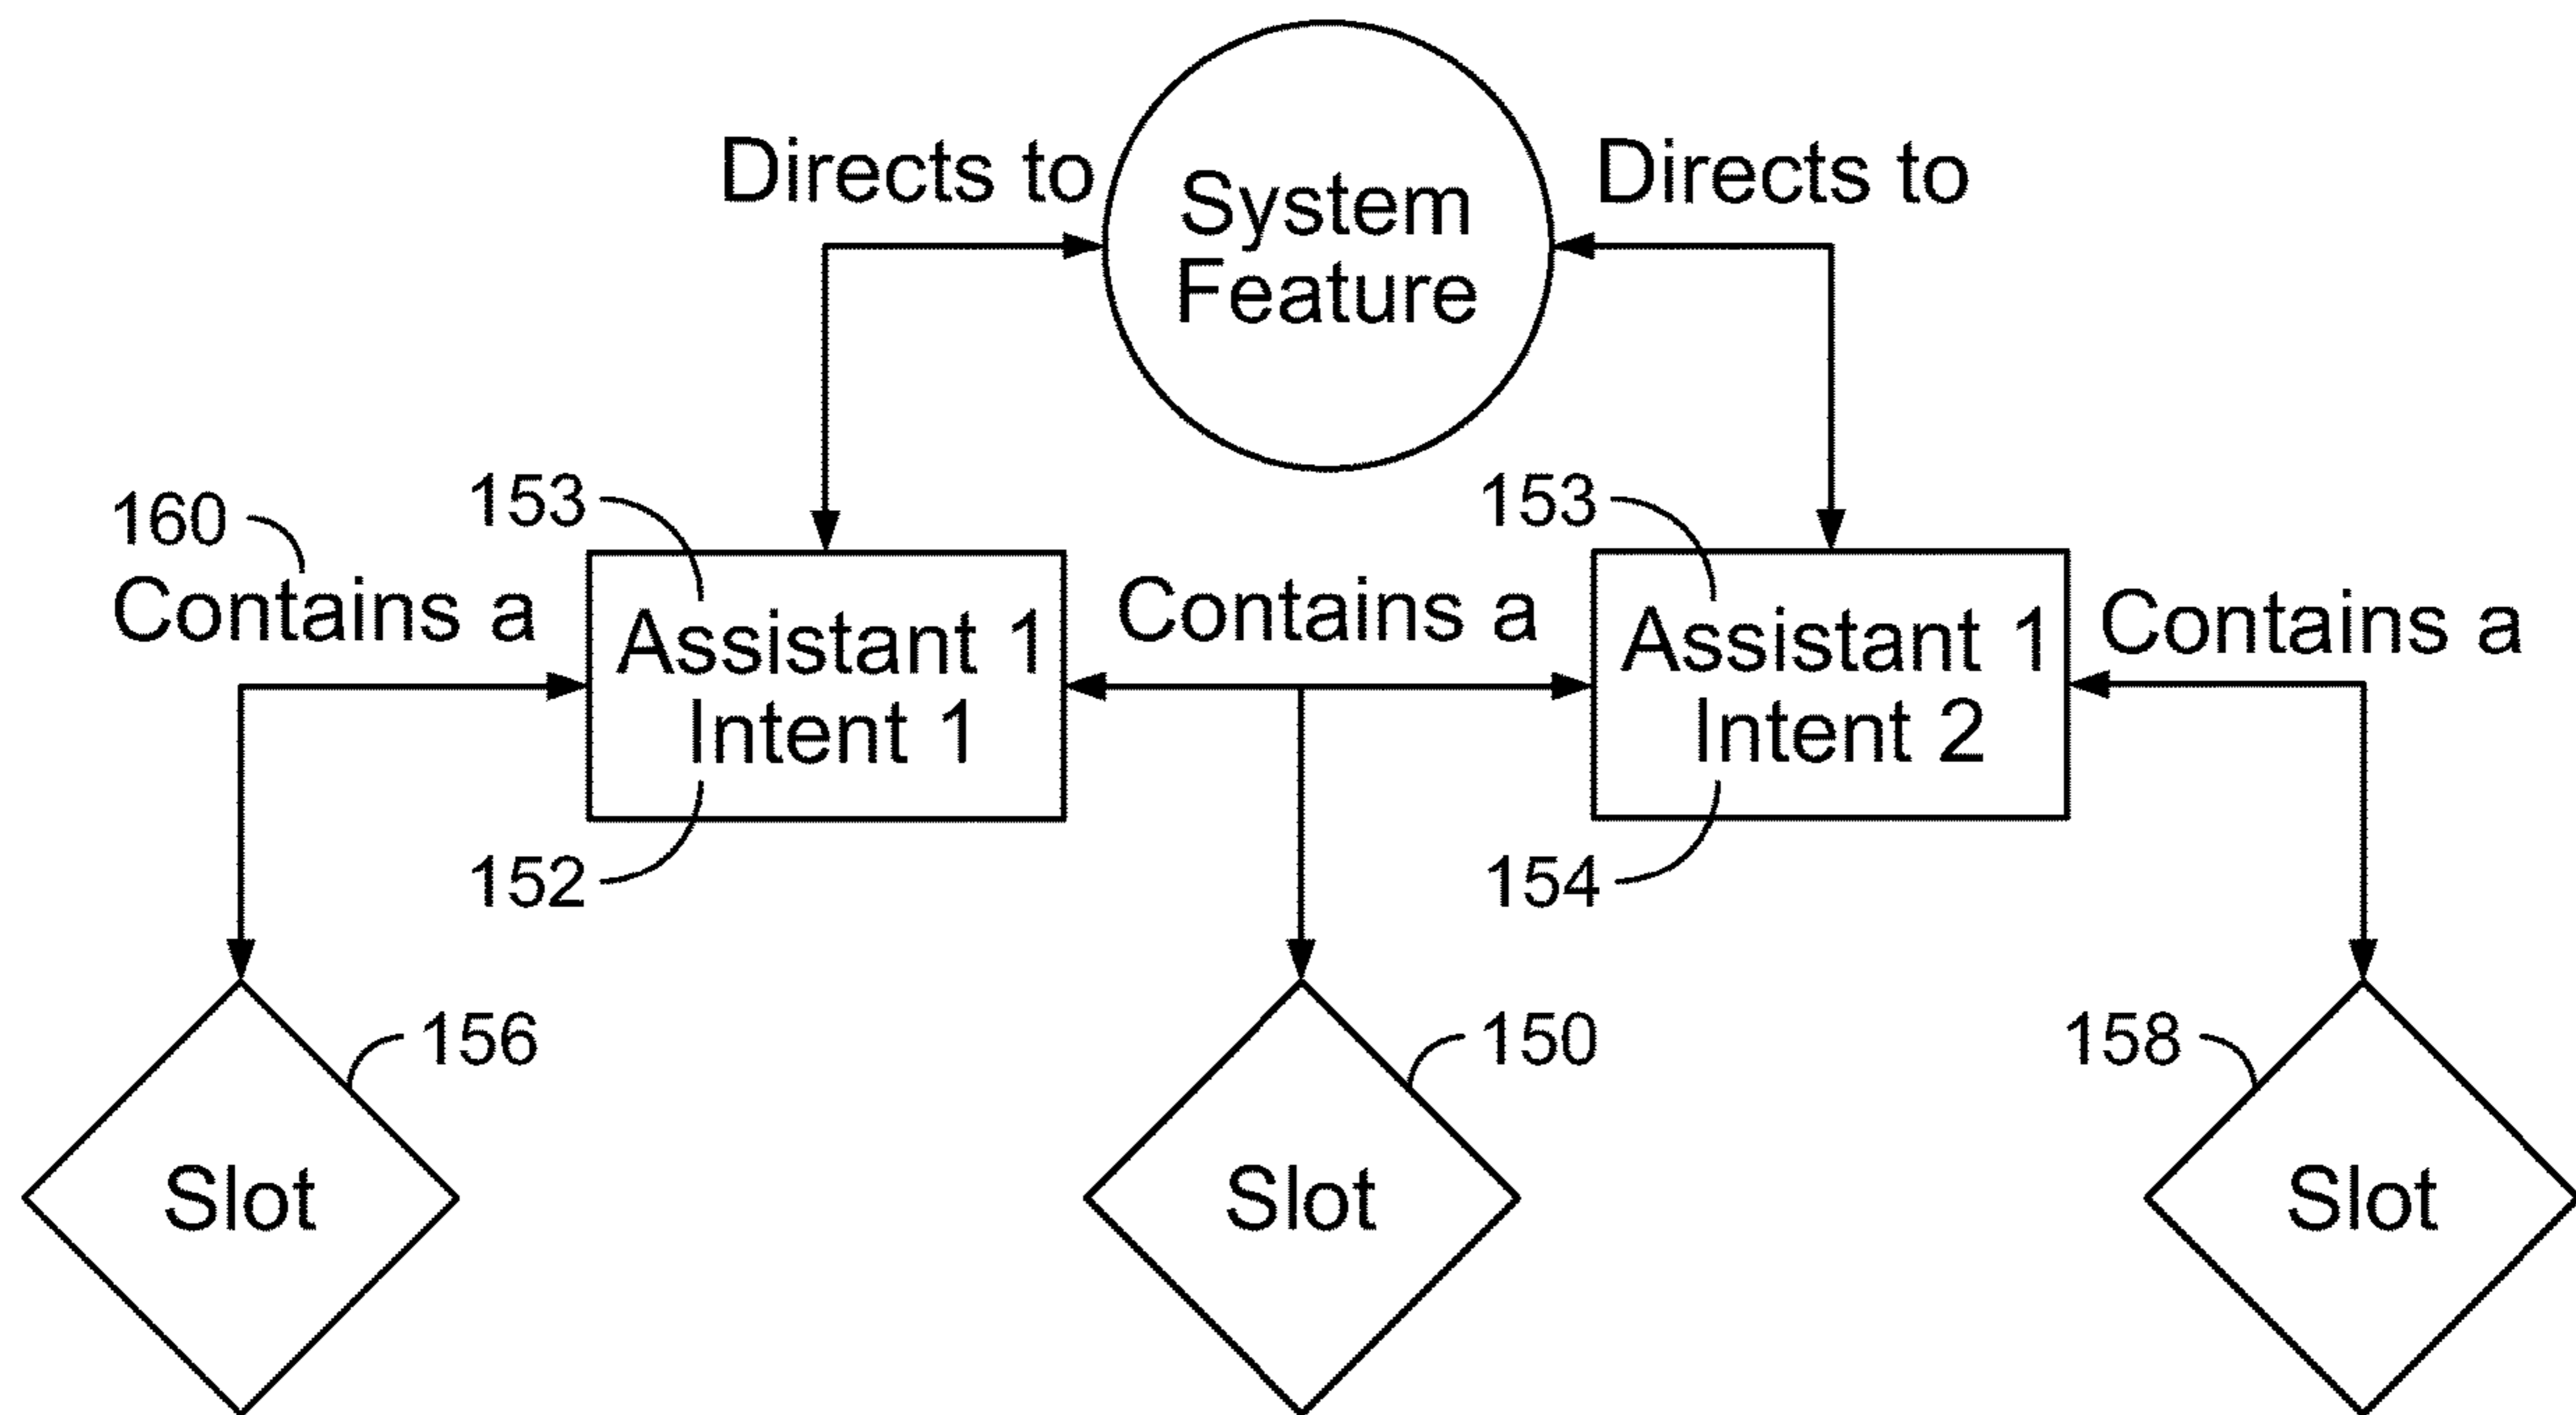 Directs to
System
Feature
Directs to
160
153
153
Contains a
Assistant 1
Intent 1
Contains a
Assistant 1
Intent 2
Contains a
152
154
156
150
158
Slot
Slot
Slot